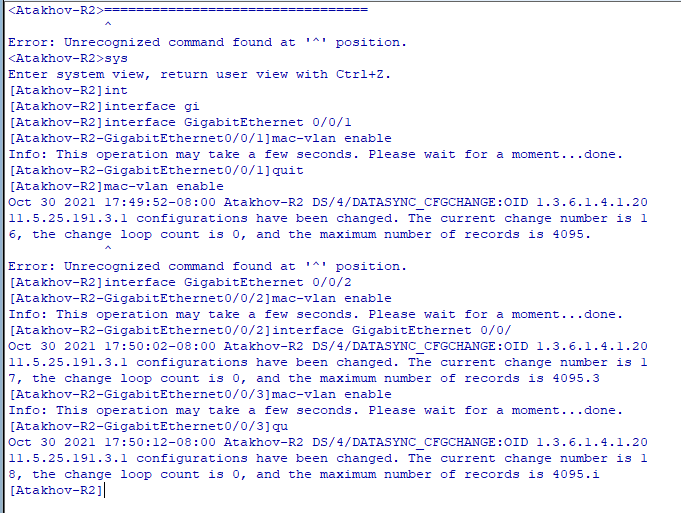 <Atakhov-R2>=================================
^
Error: Unrecognized command found at '^' position.
<Atakhov-R2>sys
Enter system view, return user view with Ctrl+Z.
[Atakhov-R2]int
[Atakhov-R2]interface gi
[Atakhov-R2]interface GigabitEthernet 0/0/1
[Atakhov-R2-GigabitEthernet0/0/1]mac-vlan enable
Info: This operation may take a few seconds. Please wait for a moment...done.
[Atakhov-R2-GigabitEthernet0/0/1]quit
[Atakhov-R2]mac-vlan enable
Oct 30 2021 17:49:52-08:00 Atakhov-R2 DS/4/DATASYNC_CFGCHANGE:OID 1.3.6.1.4.1.20
11.5.25.191.3.1 configurations have been changed. The current change number is 1
6, the change loop count is 0, and the maximum number of records is 4095.
^
Error: Unrecognized command found at '^' position.
[Atakhov-R2]interface GigabitEthernet 0/0/2
[Atakhov-R2-GigabitEthernet0/0/2]mac-vlan enable
Info: This operation may take a few seconds. Please wait for a moment...done.
[Atakhov-R2-GigabitEthernet0/0/2]interface GigabitEthernet 0/0/
Oct 30 2021 17:50:02-08:00 Atakhov-R2 DS/4/DATASYNC_CFGCHANGE:OID 1.3.6.1.4.1.20
11.5.25.191.3.1 configurations have been changed. The current change number is 1
7, the change loop count is 0, and the maximum number of records is 4095.3
[Atakhov-R2-GigabitEthernet0/0/3]mac-vlan enable
Info: This operation may take a few seconds. Please wait for a moment...done.
[Atakhov-R2-GigabitEthernet0/0/3]qu
Oct 30 2021 17:50:12-08:00 Atakhov-R2 DS/4/DATASYNC_CFGCHANGE:OID 1.3.6.1.4.1.20
11.5.25.191.3.1 configurations have been changed. The current change number is 1
8, the change loop count is 0, and the maximum number of records is 4095.i
[Atakhov-R2]